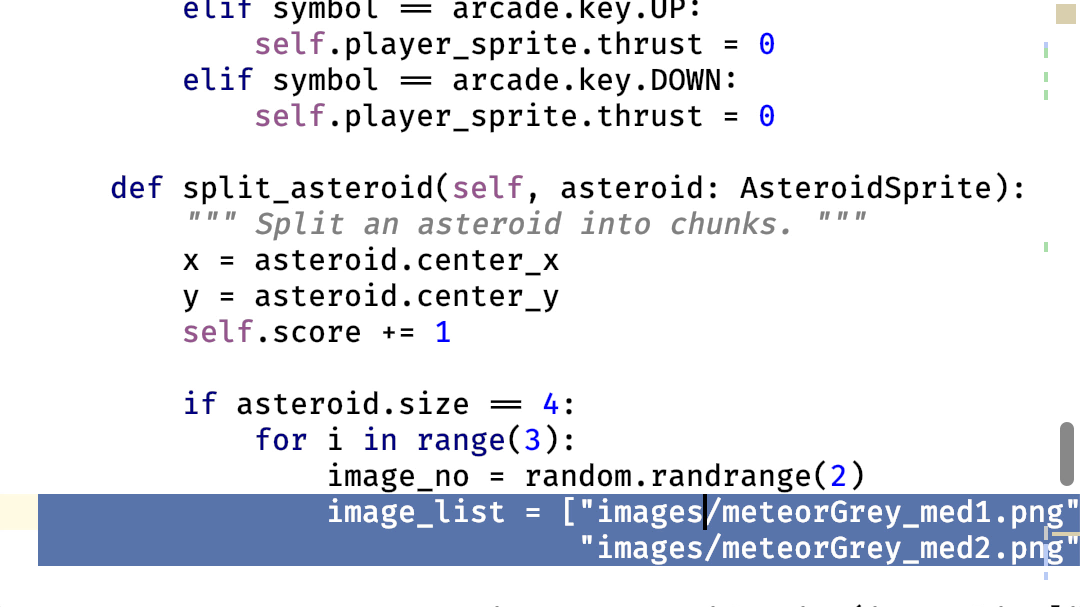 elif symbol == arcade.key.UP:
self.player_sprite.thrust = 0
elif symbol == arcade.key.DOWN:
self.player_sprite.thrust = 0
def split_asteroid(self, asteroid: AsteroidSprite):
""" Split an asteroid into chunks. """
x = asteroid.center_x
y = asteroid.center_y
self.score += 1
if asteroid.size == 4:
for i in range(3):
image_no = random.randrange(2)
image_list = ["images/meteorGrey_med1.png"
"images/meteorGrey_med2.png"